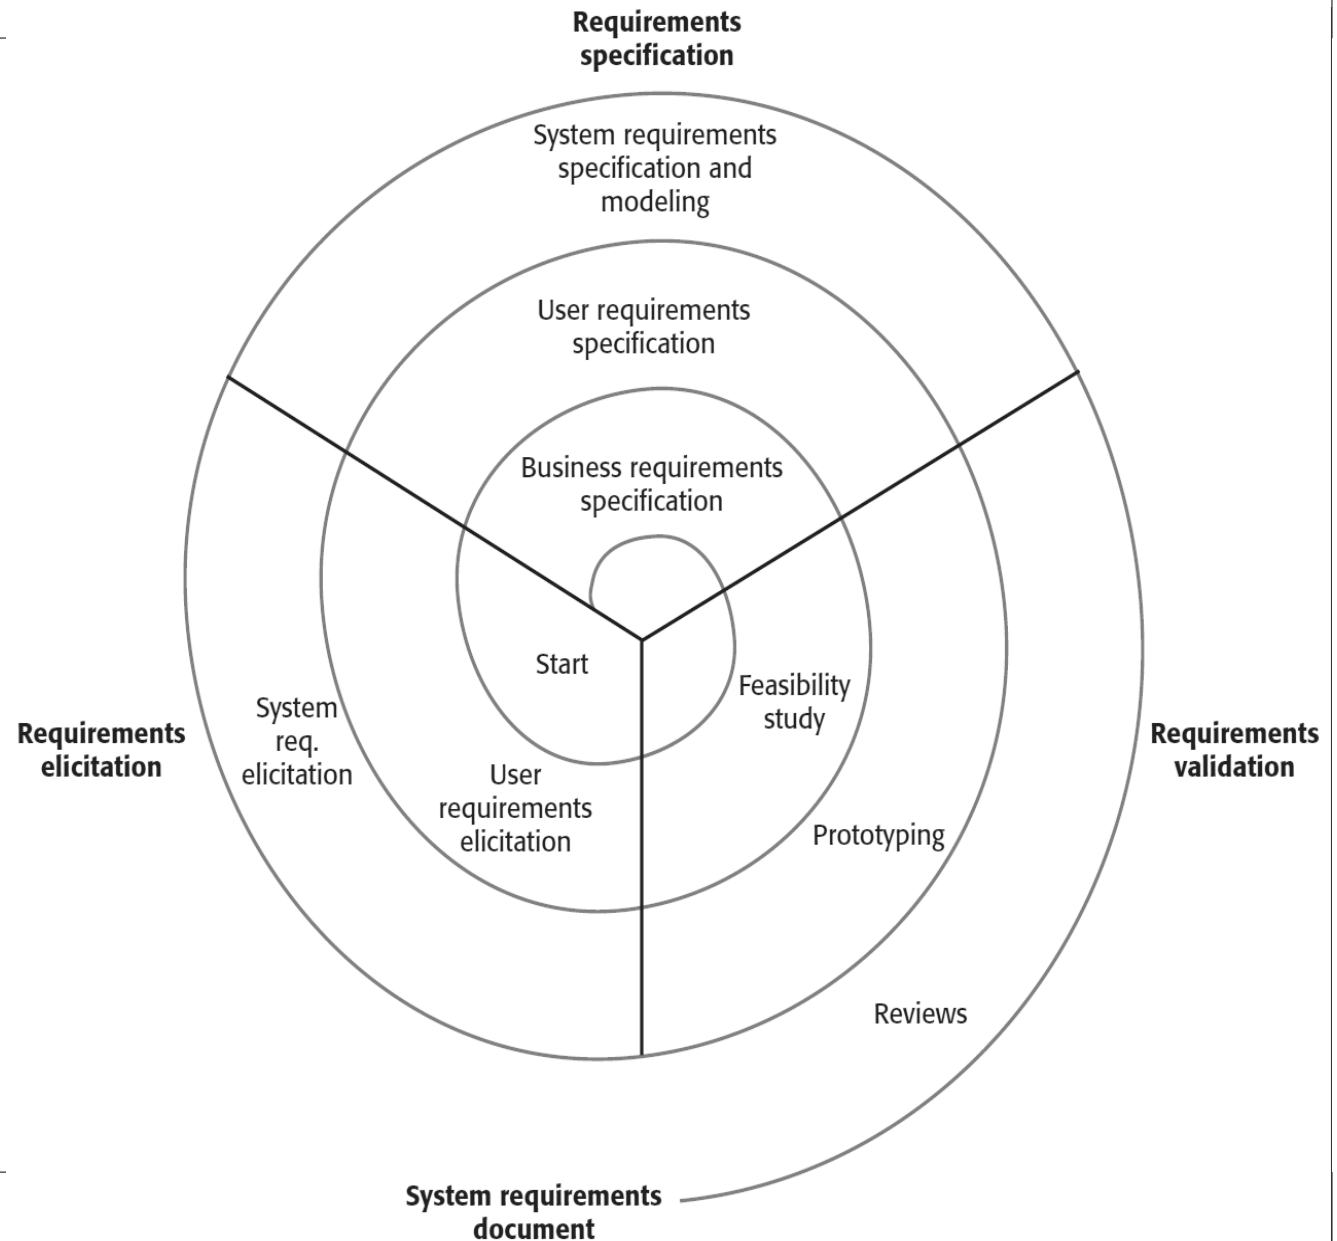 Requirements
specification
System requirements
specification and
modeling
User requirements
specification
Business requirements
specification
Start
Feasibility
study
System
req.
elicitation
Requirements
elicitation
Requirements
validation
User
requirements
elicitation
Prototyping
Reviews
System requirements
document